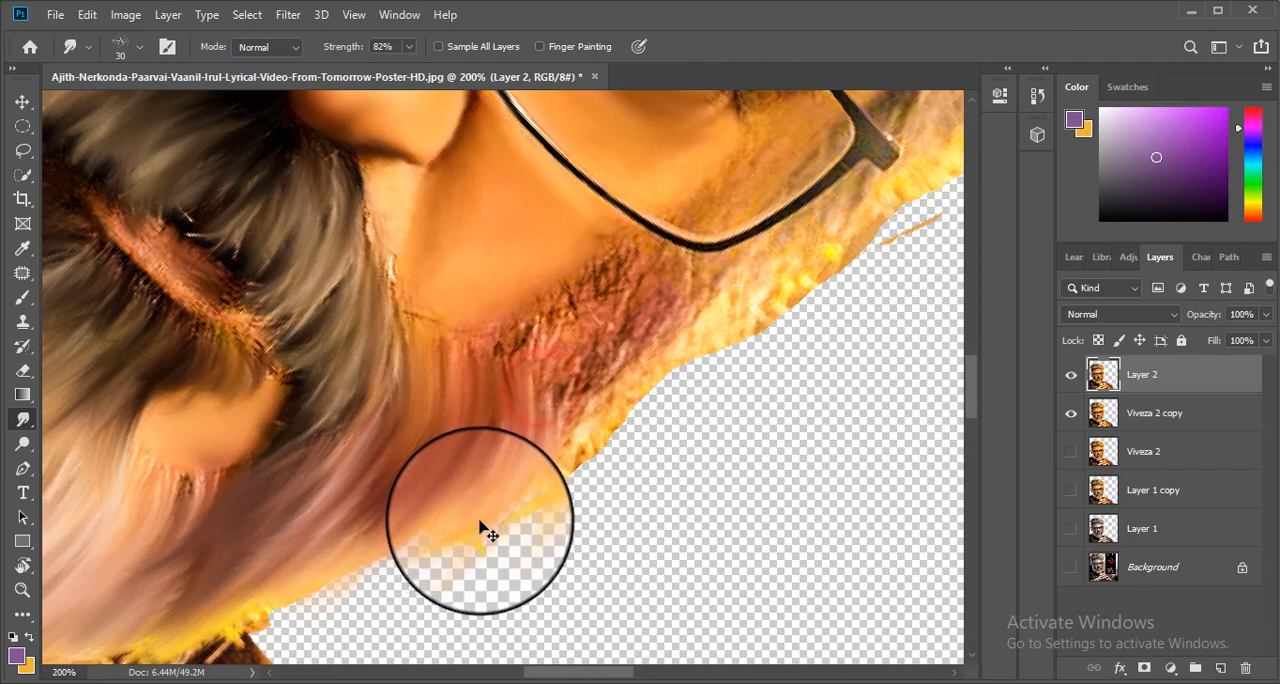 Ps File Edit Image Layer Type Select Filter 3D View Window Help
30 Mode: Normal Strength: 82% Sample All Layers Finger Painting
Ajith-Nerkonda-Paarvai-Vaanil-Irul-Lyrical-Video-From-Tomorrow-Poster-HD.jpg @ 200% (Layer 2, RGB/8#) *
Color Swatches
Lear Libra Adju Layers Char Path
Kind
Normal Opacity: 100%
Lock: Fill: 100%
Layer 2
Viveza 2 copy
Viveza 2
Layer 1 copy
Layer 1
Background
Activate Windows
Go to Settings to activate Windows.
200% Doc: 6.44M/49.2M